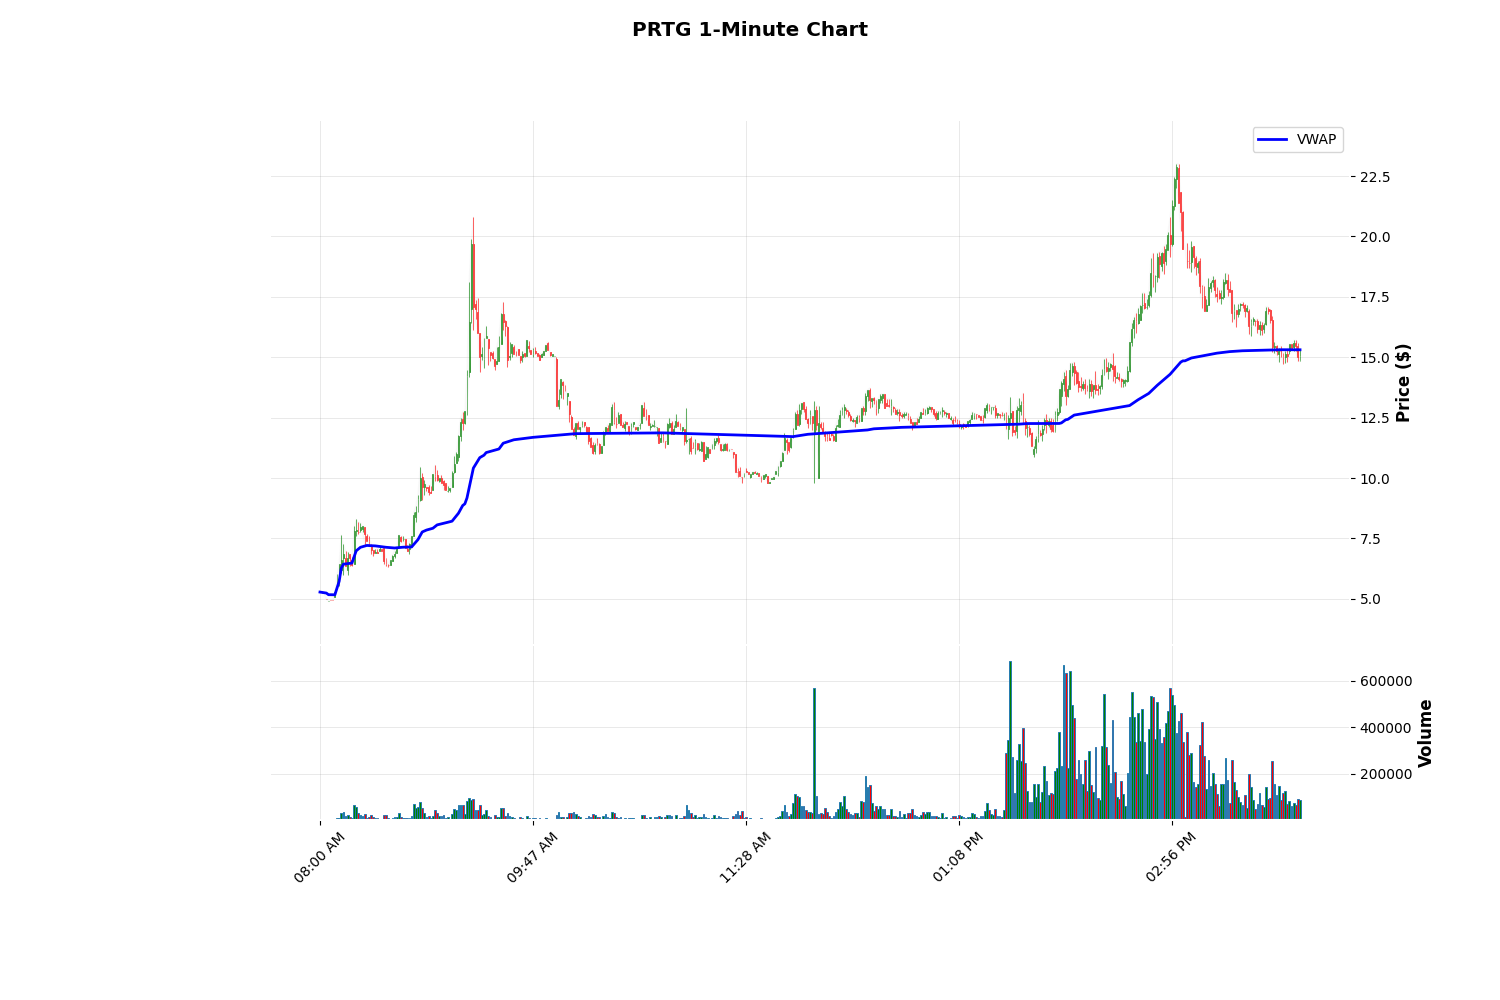 PRTG 1-Minute Chart
VWAP
22.5
20.0
17.5
15.0
12.5
10.0
7.5
5.0
Price ($)
600000
400000
200000
Volume
08:00 AM
09:47 AM
11:28 AM
01:08 PM
02:56 PM